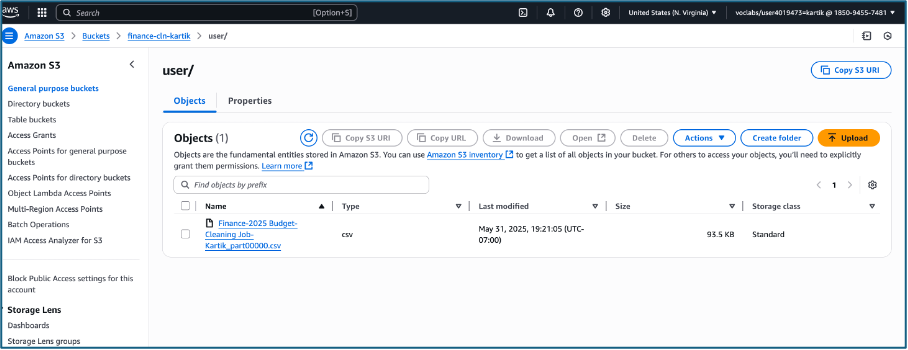 aws
Search
[Option+S]
United States (N. Virginia)
voclabs/user4019473=kartik @ 1850-9455-7481
Amazon S3 > Buckets > finance-cln-kartik > user/
Amazon S3
General purpose buckets
Directory buckets
Table buckets
Access Grants
Access Points for general purpose
buckets
Access Points for directory buckets
Object Lambda Access Points
Multi-Region Access Points
Batch Operations
IAM Access Analyzer for S3
Block Public Access settings for this
account
Storage Lens
Dashboards
Storage Lens groups
user/
Copy S3 URI
Objects
Properties
Objects (1)
Copy S3 URI
Copy URL
Download
Open
Delete
Actions
Create folder
Upload
Objects are the fundamental entities stored in Amazon S3. You can use Amazon S3 inventory to get a list of all objects in your bucket. For others to access your objects, you'll need to explicitly
grant them permissions. Learn more
Find objects by prefix
1
Name
Type
Last modified
Size
Storage class
Finance-2025 Budget-
Cleaning Job-
Kartik_part00000.csv
csv
May 31, 2025, 19:21:05 (UTC-
07:00)
93.5 KB
Standard